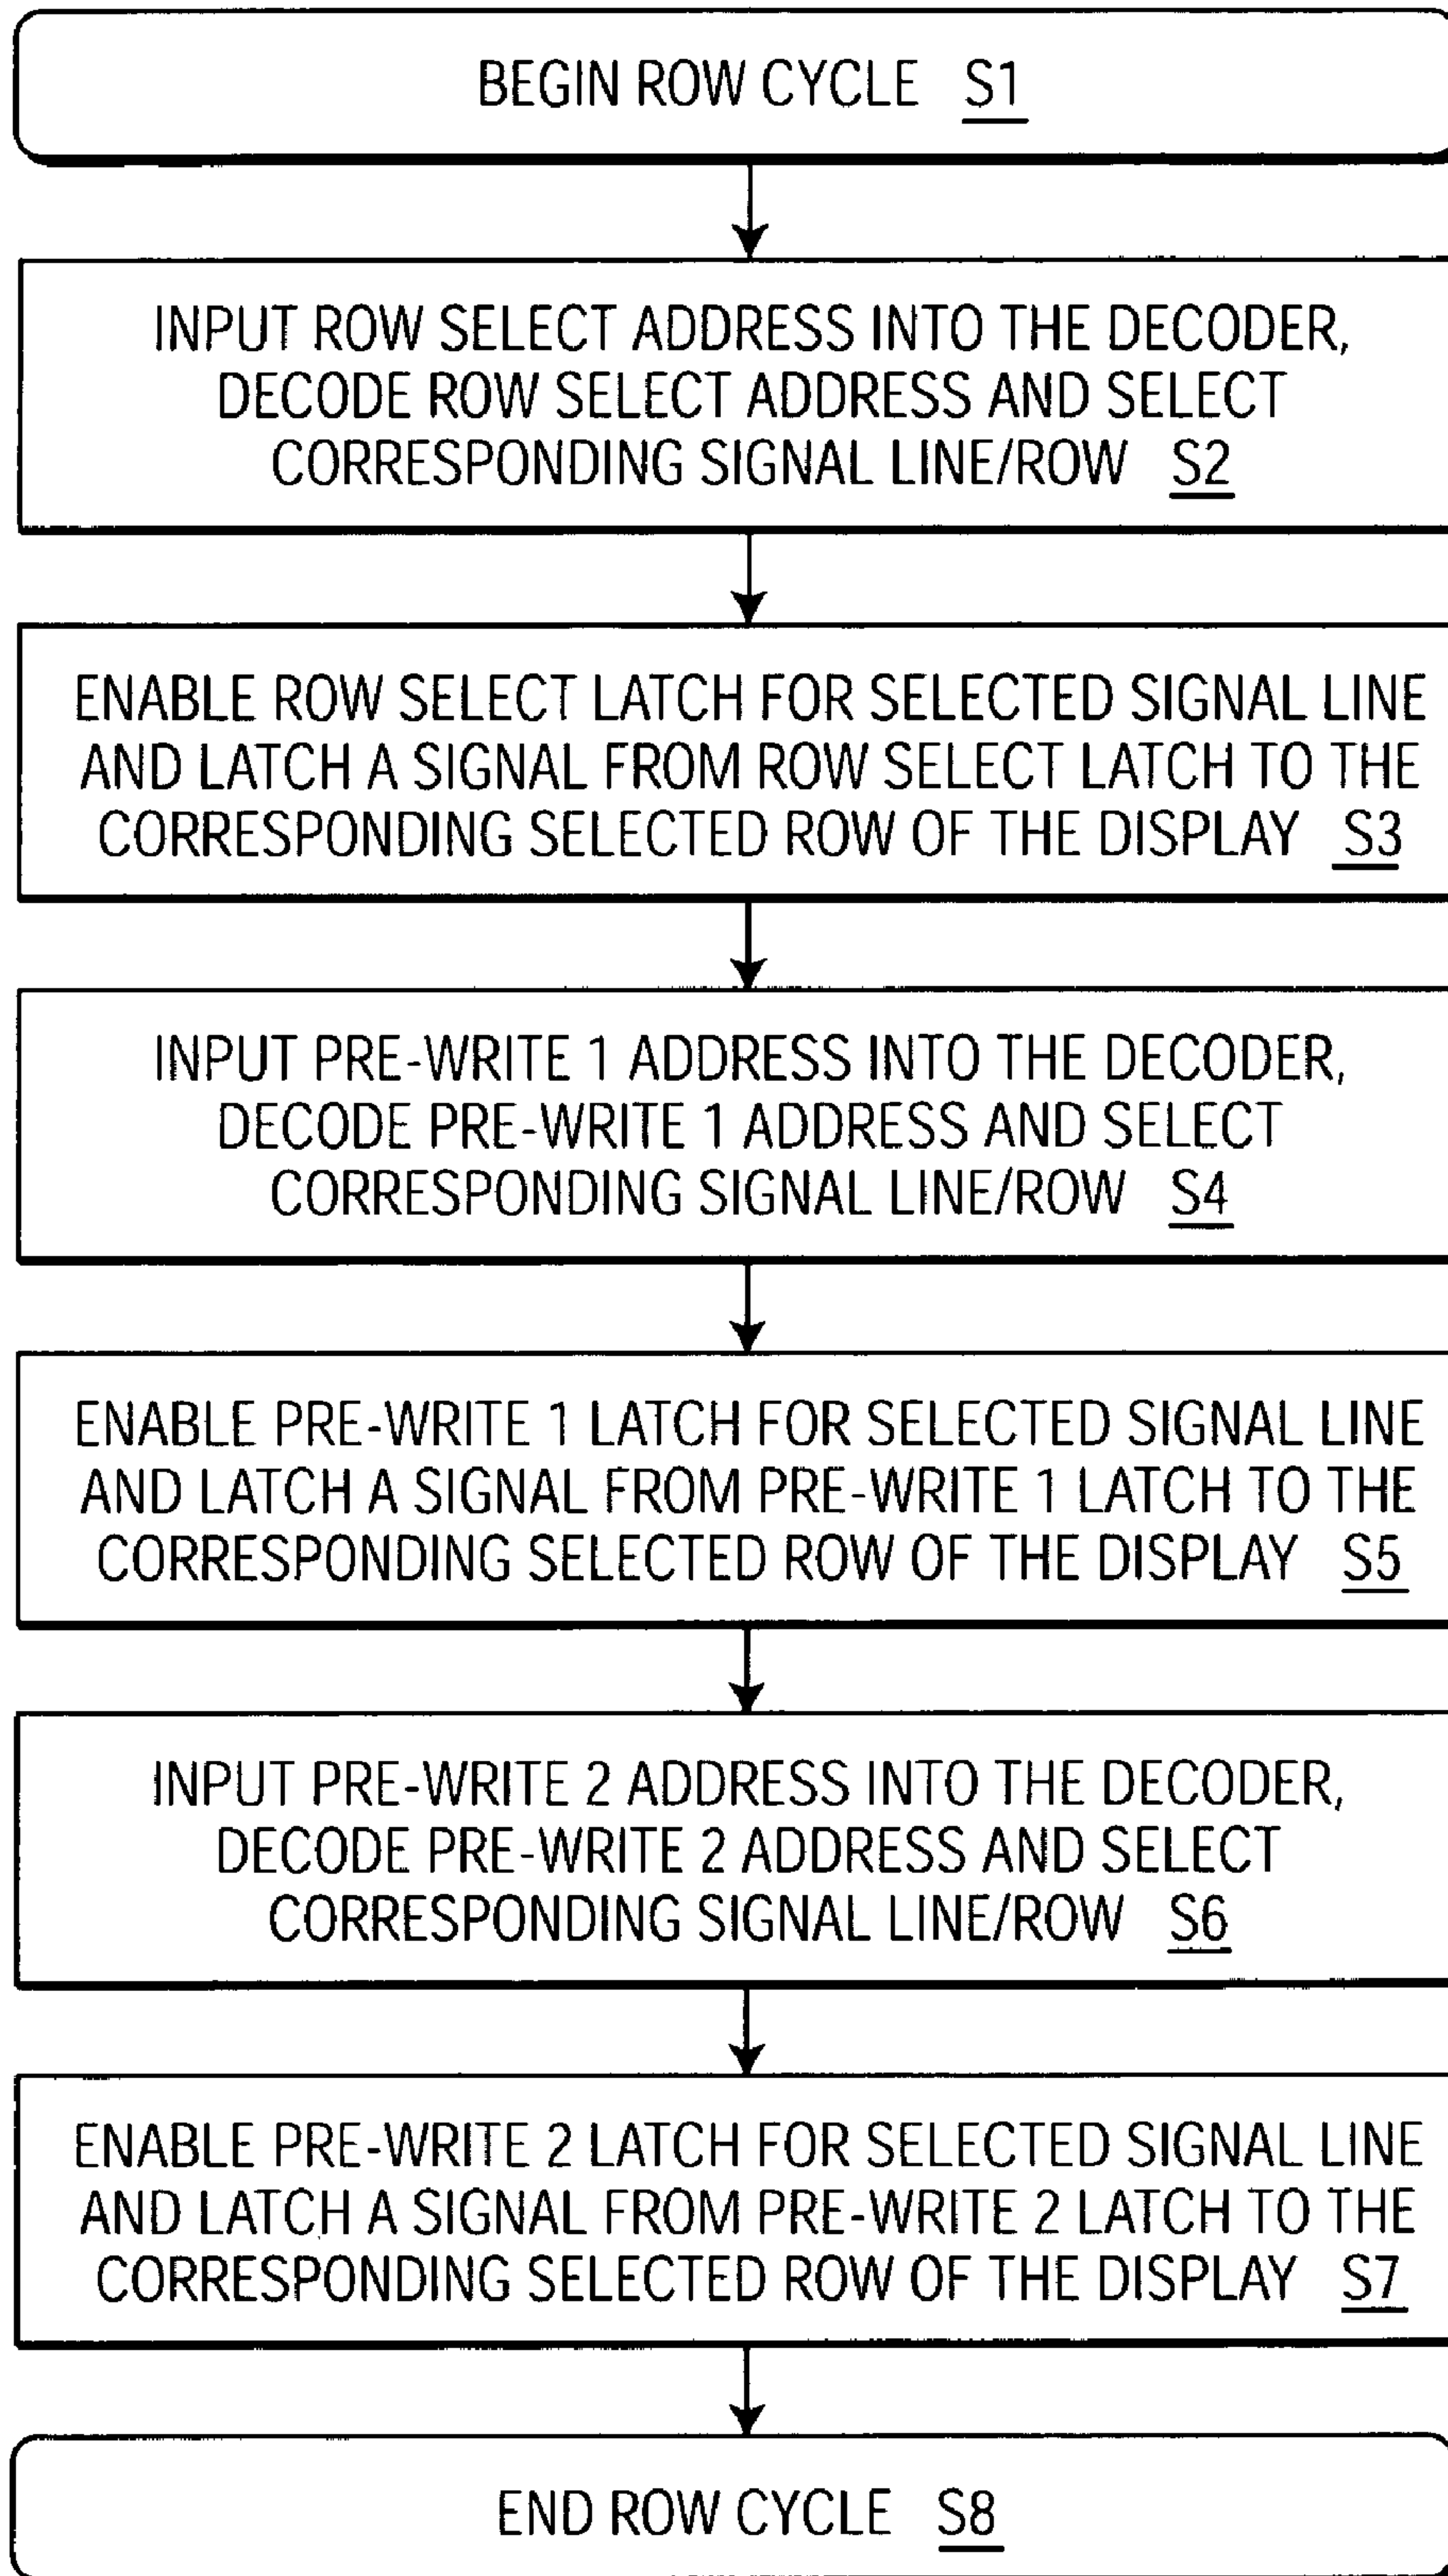 BEGIN ROW CYCLE S1
INPUT ROW SELECT ADDRESS INTO THE DECODER,
DECODE ROW SELECT ADDRESS AND SELECT
CORRESPONDING SIGNAL LINE/ROW S2
ENABLE ROW SELECT LATCH FOR SELECTED SIGNAL LINE
AND LATCH A SIGNAL FROM ROW SELECT LATCH TO THE
CORRESPONDING SELECTED ROW OF THE DISPLAY S3
INPUT PRE-WRITE 1 ADDRESS INTO THE DECODER,
DECODE PRE-WRITE 1 ADDRESS AND SELECT
CORRESPONDING SIGNAL LINE/ROW S4
ENABLE PRE-WRITE 1 LATCH FOR SELECTED SIGNAL LINE
AND LATCH A SIGNAL FROM PRE-WRITE 1 LATCH TO THE
CORRESPONDING SELECTED ROW OF THE DISPLAY S5
INPUT PRE-WRITE 2 ADDRESS INTO THE DECODER,
DECODE PRE-WRITE 2 ADDRESS AND SELECT
CORRESPONDING SIGNAL LINE/ROW S6
ENABLE PRE-WRITE 2 LATCH FOR SELECTED SIGNAL LINE
AND LATCH A SIGNAL FROM PRE-WRITE 2 LATCH TO THE
CORRESPONDING SELECTED ROW OF THE DISPLAY S7
END ROW CYCLE S8